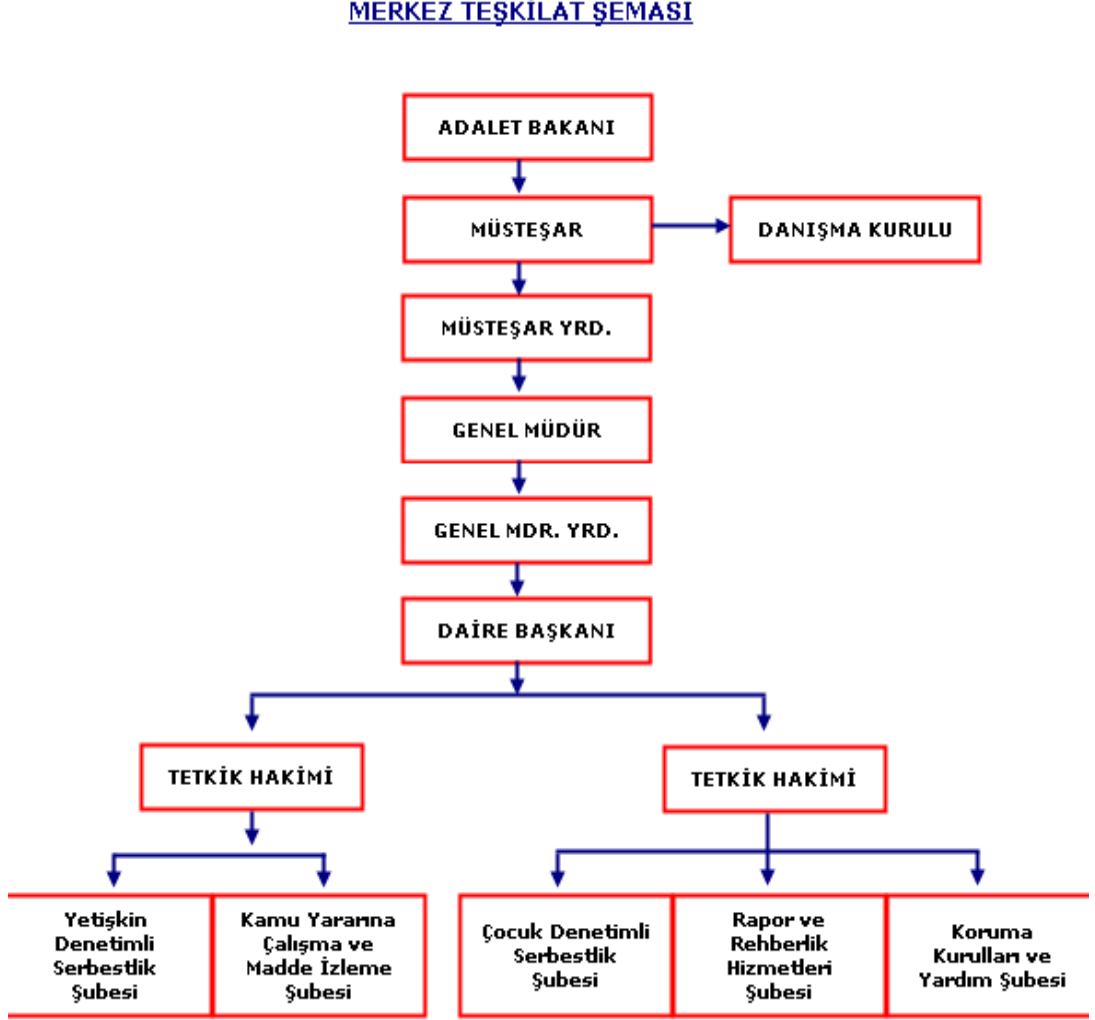 MERKEZ TEŞKİLAT ŞEMASI
ADALET BAKANI
MÜSTEŞAR
DANIŞMA KURULU
MÜSTEŞAR YRD.
GENEL MÜDÜR
GENEL MDR. YRD.
DAİRE BAŞKANI
TETKİK HAKİMİ
TETKİK HAKİMİ
Yetişkin
Denetimli
Serbestlik
Şubesi
Kamu Yararına
Çalışma ve
Madde İzleme
Şubesi
Çocuk Denetimli
Serbestlik
Şubesi
Rapor ve
Rehberlik
Hizmetleri
Şubesi
Koruma
Kurulları ve
Yardım Şubesi